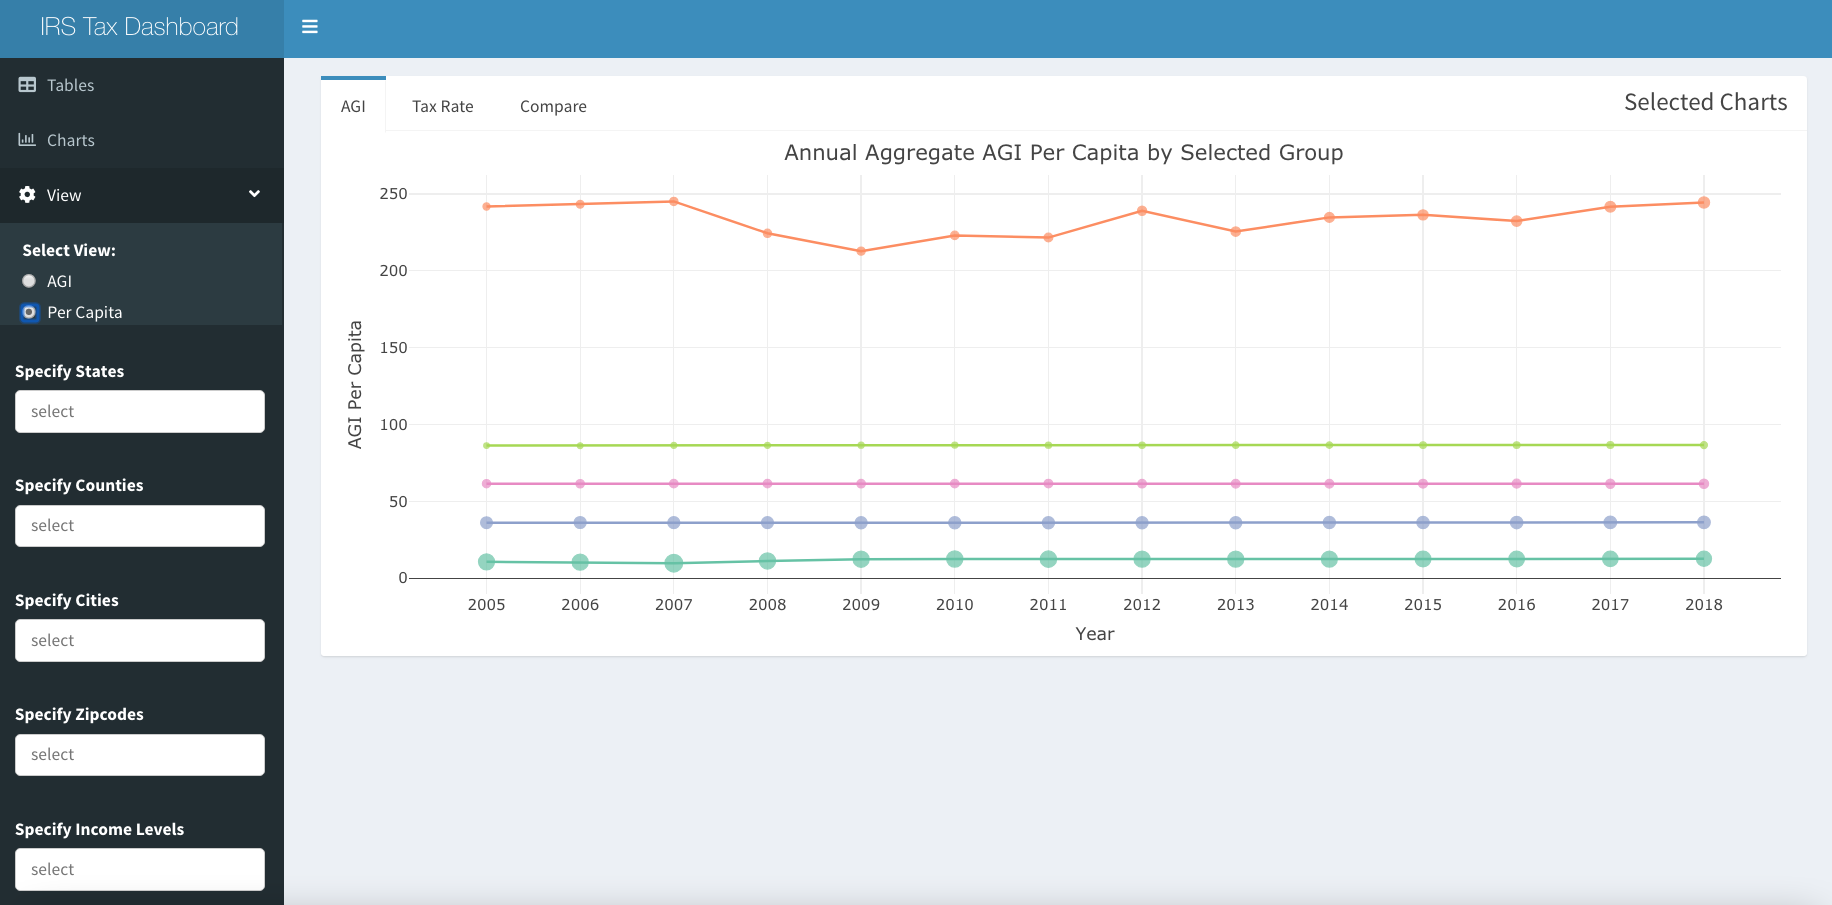 IRS Tax Dashboard
Tables
Charts
View
Select View:
AGI
Per Capita
Specify States
select
Specify Counties
select
Specify Cities
select
Specify Zipcodes
select
Specify Income Levels
select
AGI Tax Rate Compare Selected Charts
Annual Aggregate AGI Per Capita by Selected Group
AGI Per Capita
250
200
150
100
50
0
2005 2006 2007 2008 2009 2010 2011 2012 2013 2014 2015 2016 2017 2018
Year